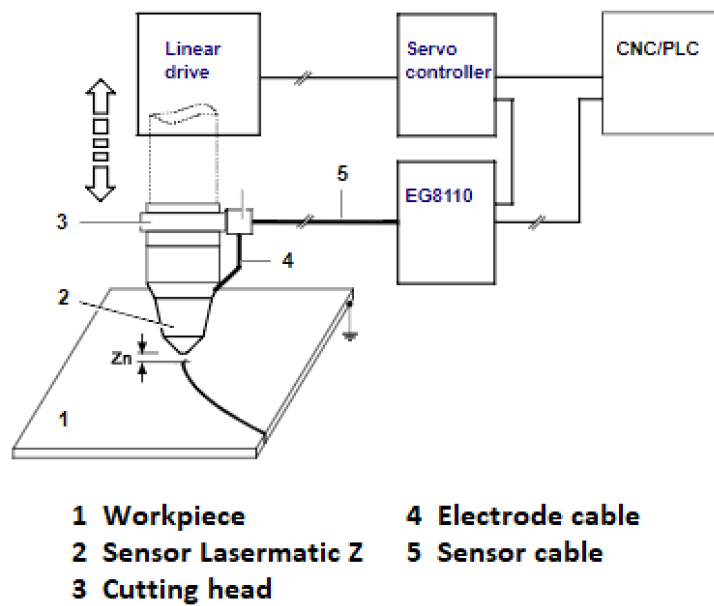 Linear
drive
Servo
controller
CNC/PLC
EG8110
5
3
4
2
Zn
1
1 Workpiece
2 Sensor Lasermatic Z
3 Cutting head
4 Electrode cable
5 Sensor cable